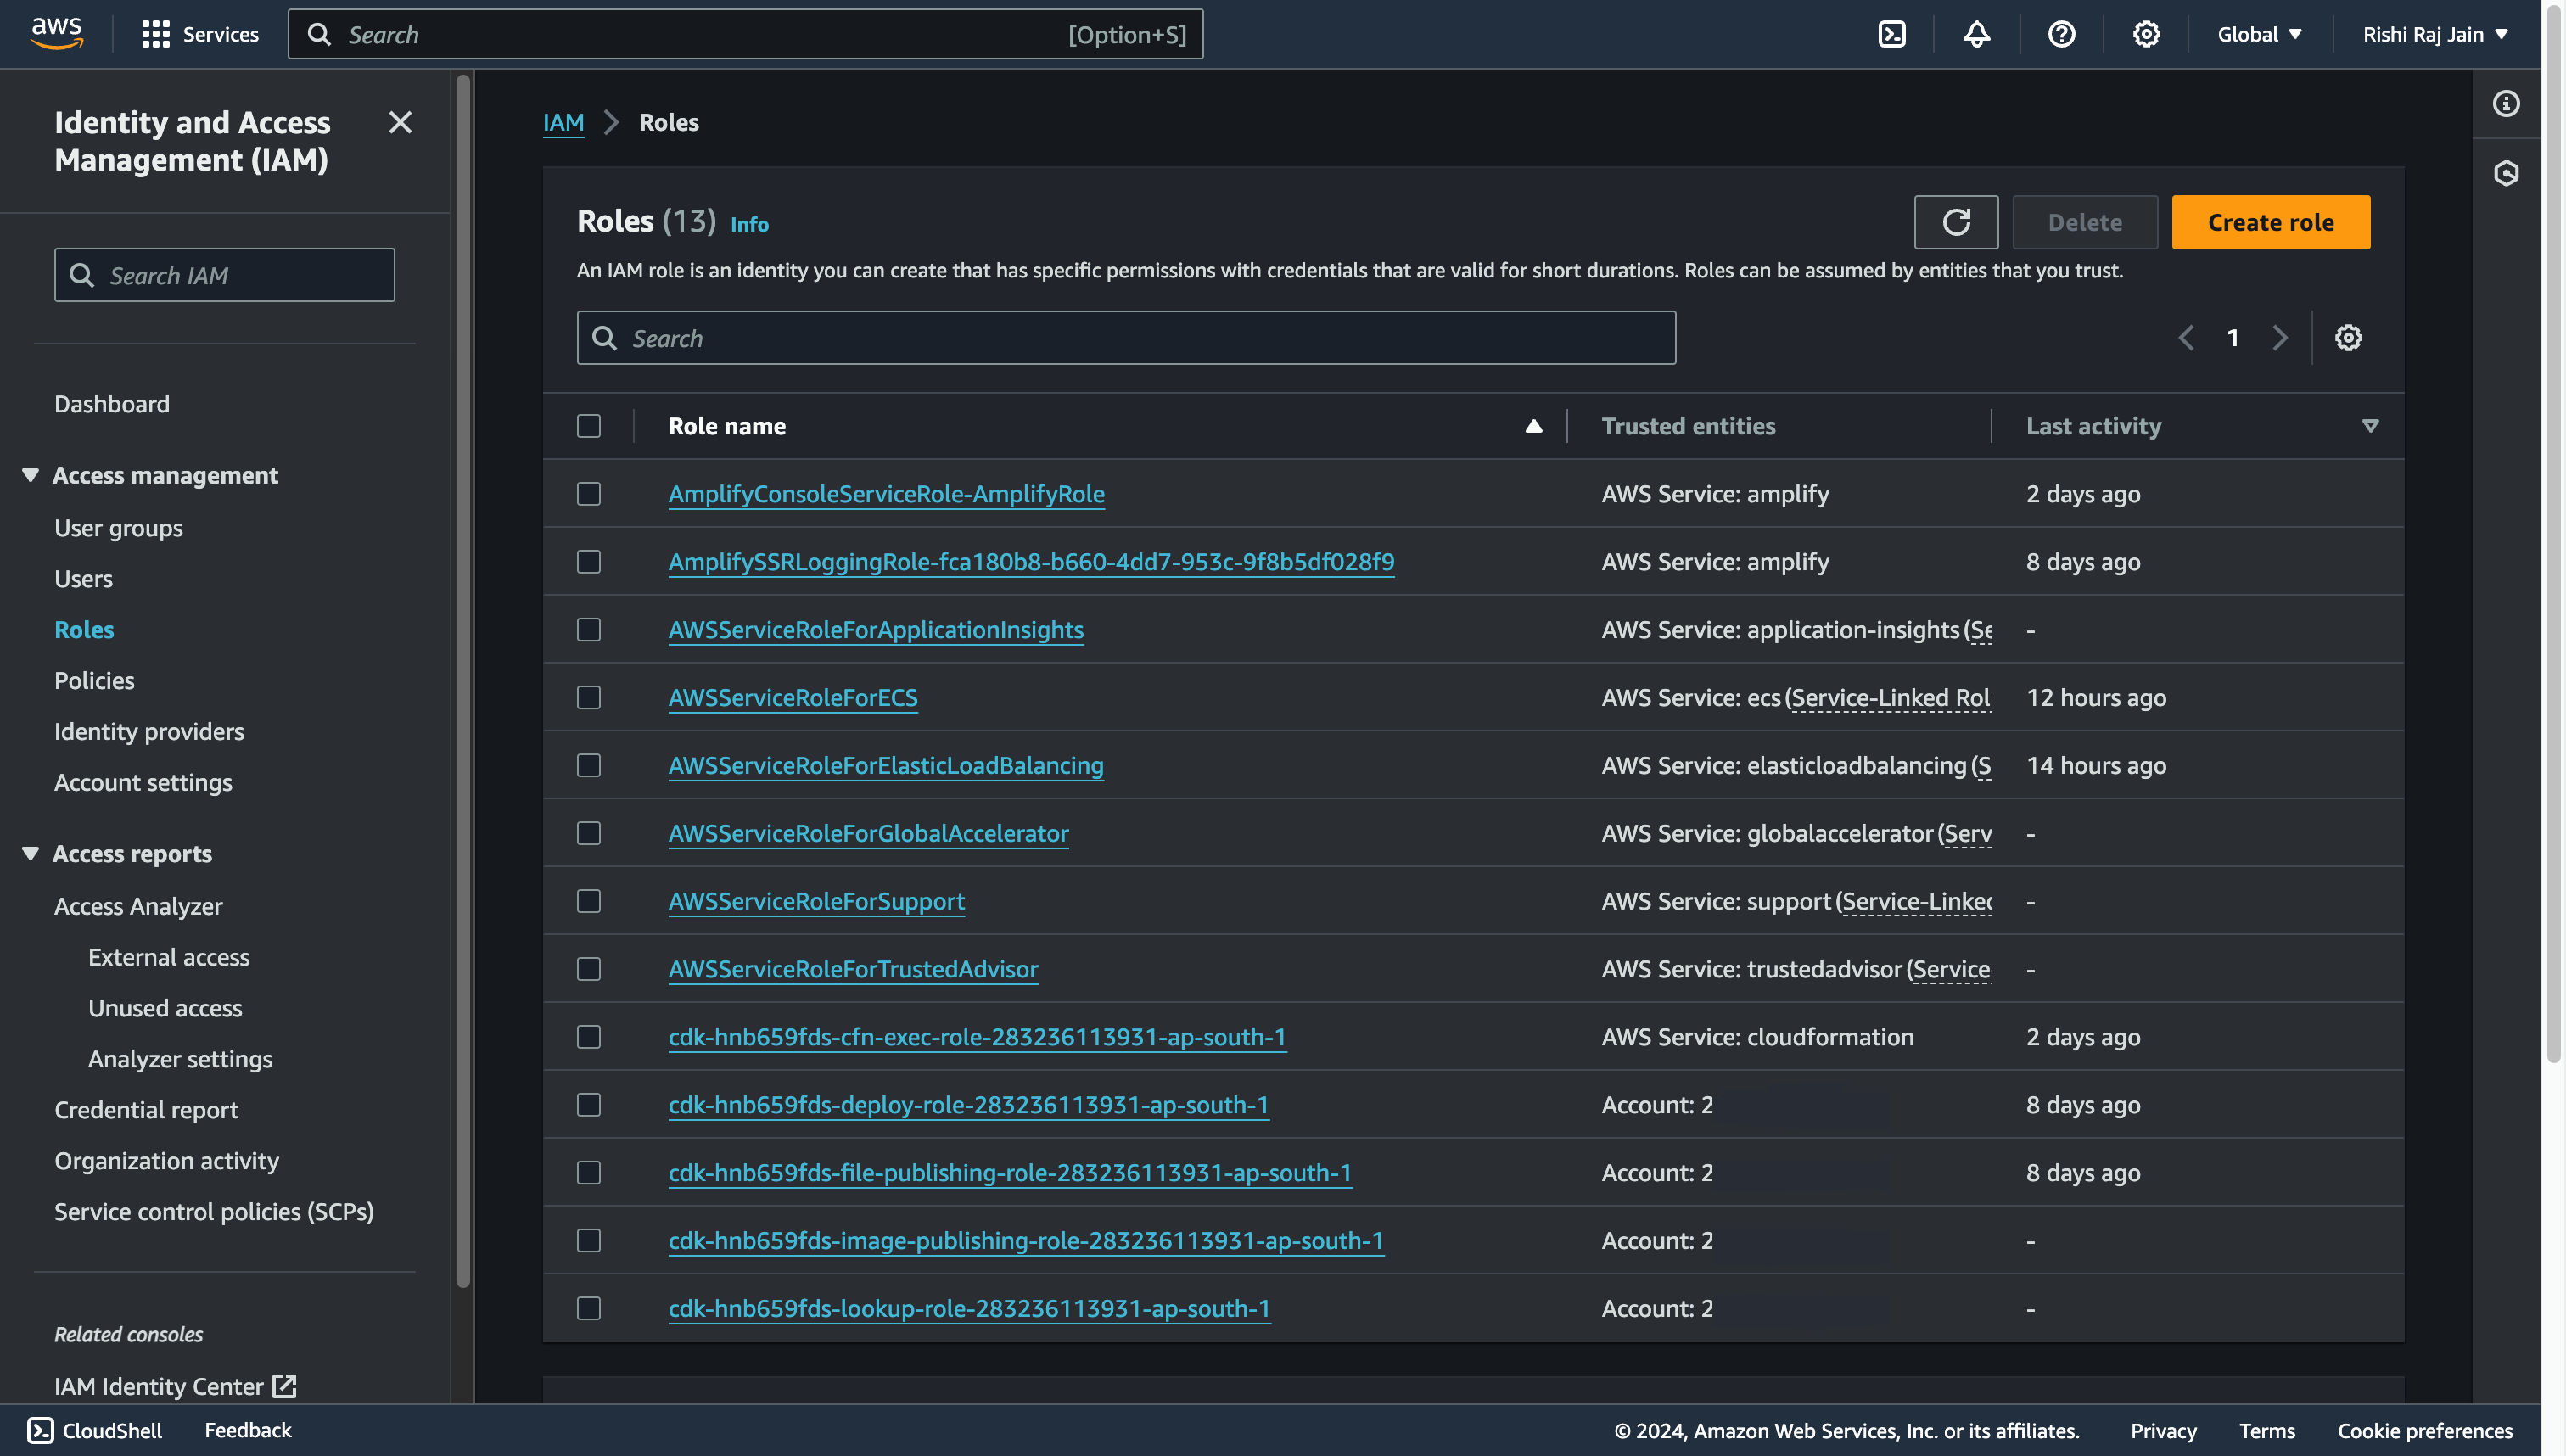 aws
Services
Search [Option+S]
Global
Rishi Raj Jain
Identity and Access
Management (IAM)
Search IAM
Dashboard
Access management
User groups
Users
Roles
Policies
Identity providers
Account settings
Access reports
Access Analyzer
External access
Unused access
Analyzer settings
Credential report
Organization activity
Service control policies (SCPs)
Related consoles
IAM Identity Center
IAM > Roles
Roles (13) Info
Delete
Create role
An IAM role is an identity you can create that has specific permissions with credentials that are valid for short durations. Roles can be assumed by entities that you trust.
Search
1
Role name Trusted entities Last activity
AmplifyConsoleServiceRole-AmplifyRole AWS Service: amplify 2 days ago
AmplifySSRLoggingRole-fca180b8-b660-4dd7-953c-9f8b5df028f9 AWS Service: amplify 8 days ago
AWSServiceRoleForApplicationInsights AWS Service: application-insights (Se -
AWSServiceRoleForECS AWS Service: ecs (Service-Linked Rol 12 hours ago
AWSServiceRoleForElasticLoadBalancing AWS Service: elasticloadbalancing (S 14 hours ago
AWSServiceRoleForGlobalAccelerator AWS Service: globalaccelerator (Serv -
AWSServiceRoleForSupport AWS Service: support (Service-Linked -
AWSServiceRoleForTrustedAdvisor AWS Service: trustedadvisor (Service- -
cdk-hnb659fds-cfn-exec-role-283236113931-ap-south-1 AWS Service: cloudformation 2 days ago
cdk-hnb659fds-deploy-role-283236113931-ap-south-1 Account: 2 8 days ago
cdk-hnb659fds-file-publishing-role-283236113931-ap-south-1 Account: 2 8 days ago
cdk-hnb659fds-image-publishing-role-283236113931-ap-south-1 Account: 2 -
cdk-hnb659fds-lookup-role-283236113931-ap-south-1 Account: 2 -
CloudShell Feedback © 2024, Amazon Web Services, Inc. or its affiliates. Privacy Terms Cookie preferences